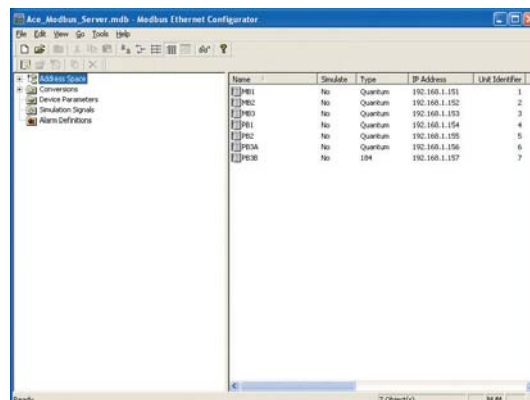 Ace_Modbus_Server.mdb - Modbus Ethernet Configurator
File Edit View Go Tools Help
Address Space
Conversions
Device Parameters
Simulation Signals
Alarm Definitions
Name Simulate Type IP Address Unit Identifier
MB1 No Quantum 192.168.1.151 1
MB2 No Quantum 192.168.1.152 2
MB3 No Quantum 192.168.1.153 3
PB1 No Quantum 192.168.1.154 4
PB2 No Quantum 192.168.1.155 5
PB3A No Quantum 192.168.1.156 6
PB3B No 184 192.168.1.157 7
Ready 7 Object(s) NUM